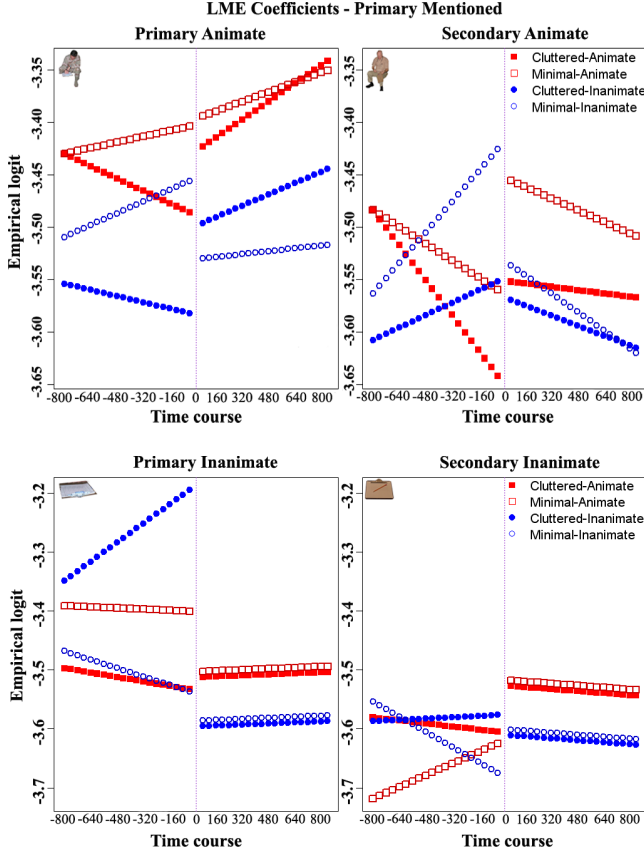 LME Coefficients - Primary Mentioned
Primary Animate
Secondary Animate
Empirical logit
-3.35
-3.40
-3.45
-3.50
-3.55
-3.60
-3.65
-800 -640 -480 -320 -160 0 160 320 480 640 800
Time course
Cluttered-Animate
Minimal-Animate
Cluttered-Inanimate
Minimal-Inanimate
-3.35
-3.40
-3.45
-3.50
-3.55
-3.60
-3.65
-800 -640 -480 -320 -160 0 160 320 480 640 800
Time course
Primary Inanimate
Secondary Inanimate
Empirical logit
-3.2
-3.3
-3.4
-3.5
-3.6
-3.7
-800 -640 -480 -320 -160 0 160 320 480 640 800
Time course
Cluttered-Animate
Minimal-Animate
Cluttered-Inanimate
Minimal-Inanimate
-3.2
-3.3
-3.4
-3.5
-3.6
-3.7
-800 -640 -480 -320 -160 0 160 320 480 640 800
Time course